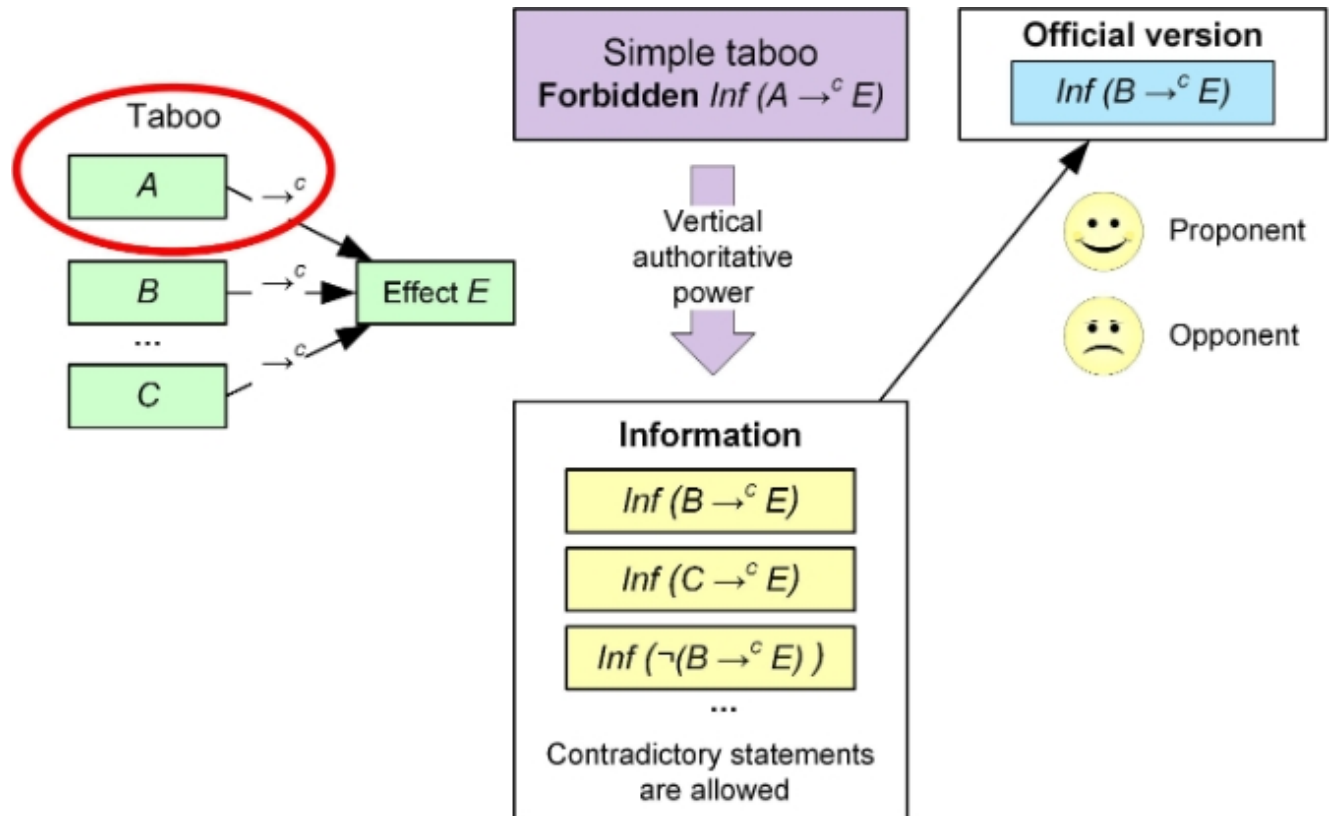 Taboo
A
→c
B
→c
...
C
→c
Effect E
Simple taboo
Forbidden Inf (A →c E)
Vertical
authoritative
power
Information
Inf (B →c E)
Inf (C →c E)
Inf (¬(B →c E) )
...
Contradictory statements
are allowed
Official version
Inf (B →c E)
Proponent
Opponent